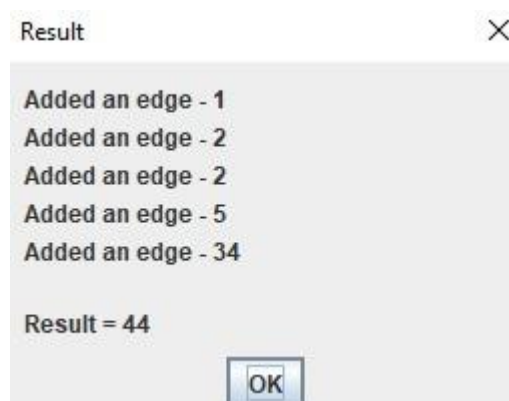 Result
Added an edge - 1
Added an edge - 2
Added an edge - 2
Added an edge - 5
Added an edge - 34
Result = 44
OK